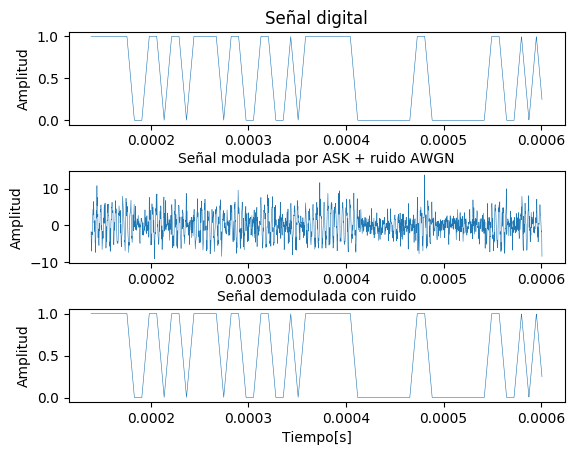 Señal digital
Amplitud
1.0
0.5
0.0
0.0002 0.0003 0.0004 0.0005 0.0006
Señal modulada por ASK + ruido AWGN
Amplitud
10
0
−10
0.0002 0.0003 0.0004 0.0005 0.0006
Señal demodulada con ruido
Amplitud
1.0
0.5
0.0
0.0002 0.0003 0.0004 0.0005 0.0006
Tiempo[s]